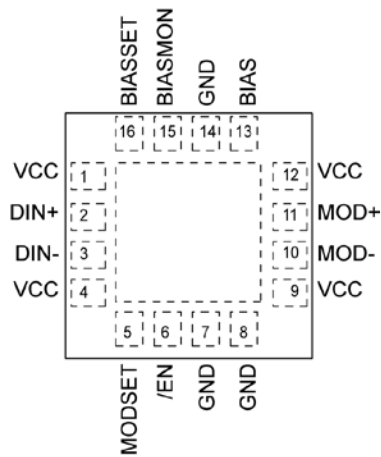 BIASSET BIASMON GND BIAS
16 15 14 13
VCC 1 12 VCC
DIN+ 2 11 MOD+
DIN- 3 10 MOD-
VCC 4 9 VCC
5 6 7 8
MODSET /EN GND GND